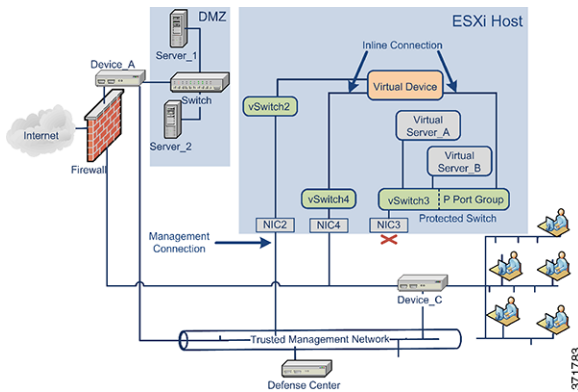 DMZ
ESXi Host
Server_1
Inline Connection
Device_A
Virtual Device
Switch
vSwitch2
Internet
Server_2
Virtual
Server_A
Virtual
Server_B
Firewall
vSwitch4
vSwitch3
P Port Group
Protected Switch
NIC2
NIC4
NIC3
Management
Connection
Device_C
Trusted Management Network
Defense Center
371733